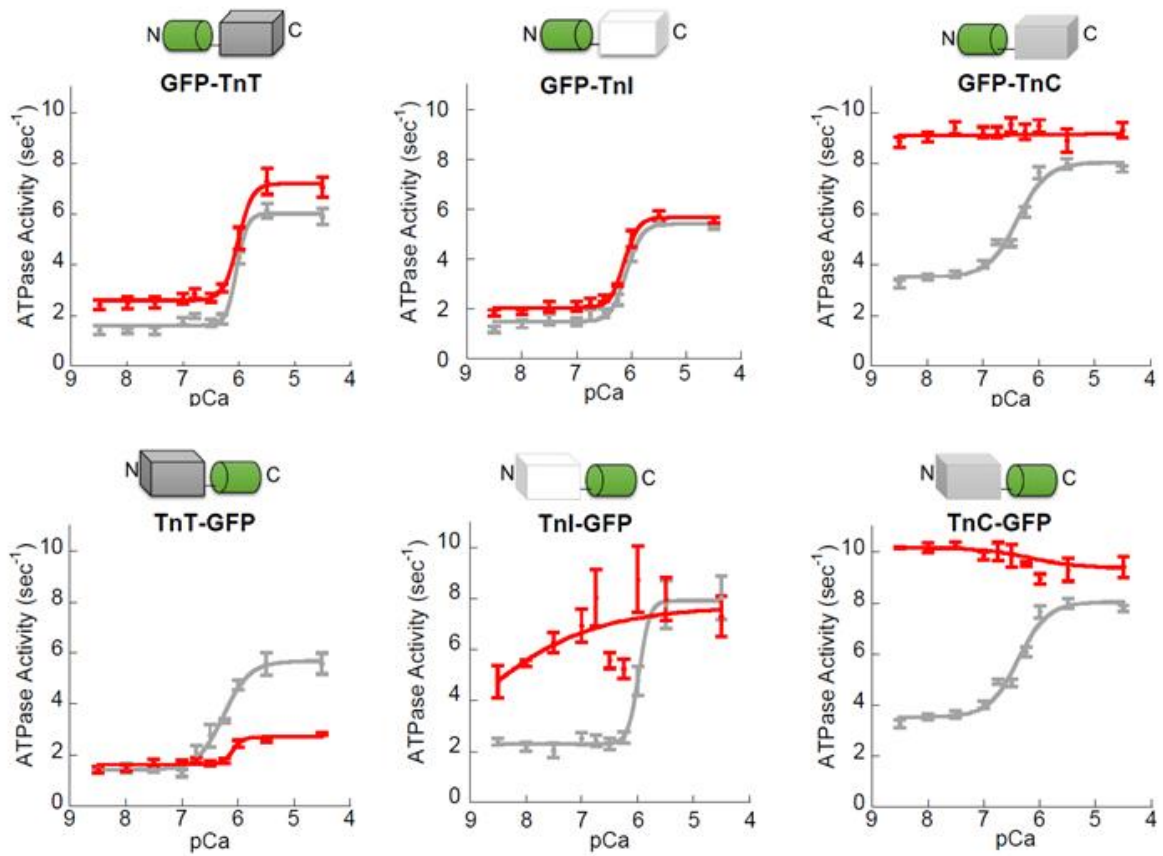 N C N C N C
GFP-TnT GFP-TnI GFP-TnC
10 10 10
8 8 8
6 6 6
4 4 4
2 2 2
0 0 0
ATPase Activity (sec-1) ATPase Activity (sec-1) ATPase Activity (sec-1)
9 8 7 6 5 4 9 8 7 6 5 4 9 8 7 6 5 4
pCa pCa pCa
N C N C N C
TnT-GFP TnI-GFP TnC-GFP
10 10 10
8 8 8
6 6 6
4 4 4
2 2 2
0 0 0
ATPase Activity (sec⁻¹) ATPase Activity (sec⁻¹) ATPase Activity (sec⁻¹)
9 8 7 6 5 4 9 8 7 6 5 4 9 8 7 6 5 4
pCa pCa pCa